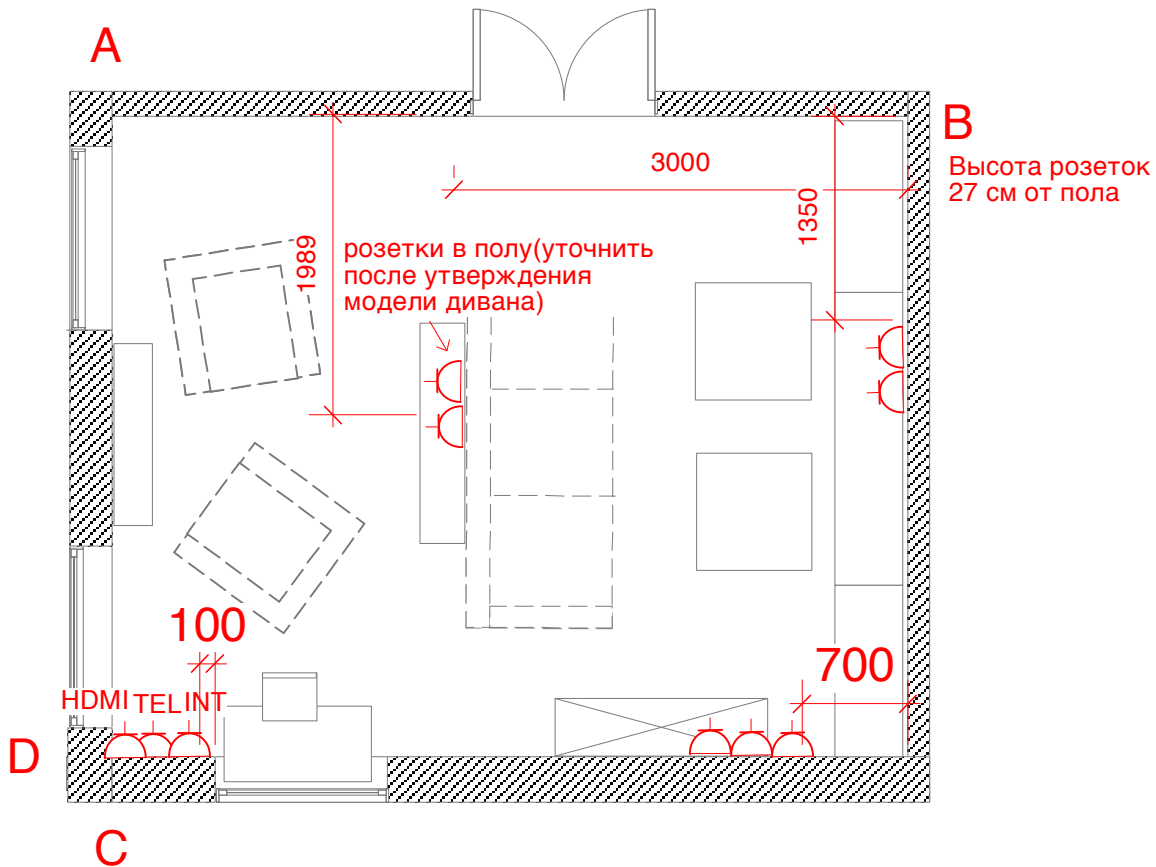 A
B
Высота розеток
27 см от пола
3000
1350
1989
розетки в полу(уточнить
после утверждения
модели дивана)
100
700
HDMI TEL INT
D
C